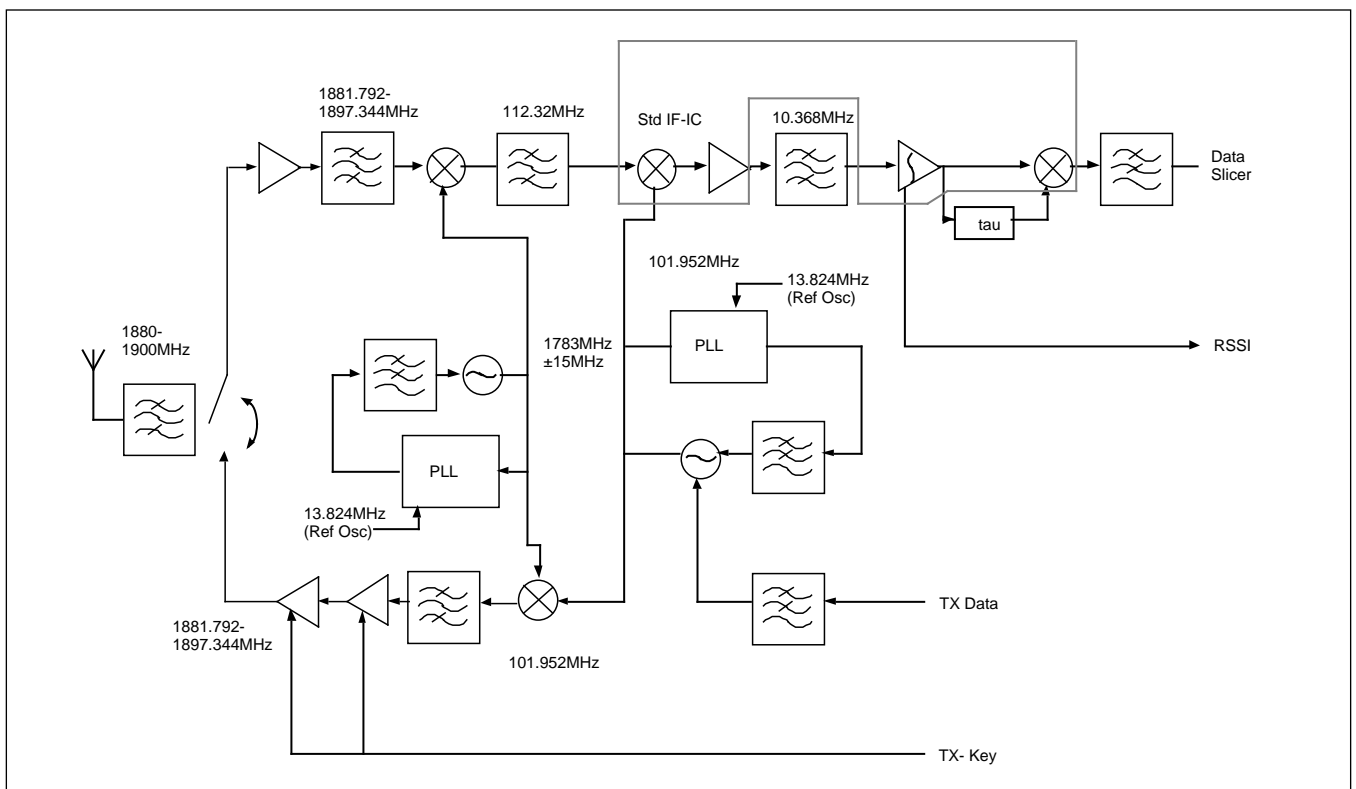 1881.792-
1897.344MHz
112.32MHz
Std IF-IC
10.368MHz
Data
Slicer
tau
101.952MHz
13.824MHz
(Ref Osc)
1880-
1900MHz
1783MHz
±15MHz
PLL
RSSI
PLL
13.824MHz
(Ref Osc)
TX Data
1881.792-
1897.344MHz
101.952MHz
TX- Key